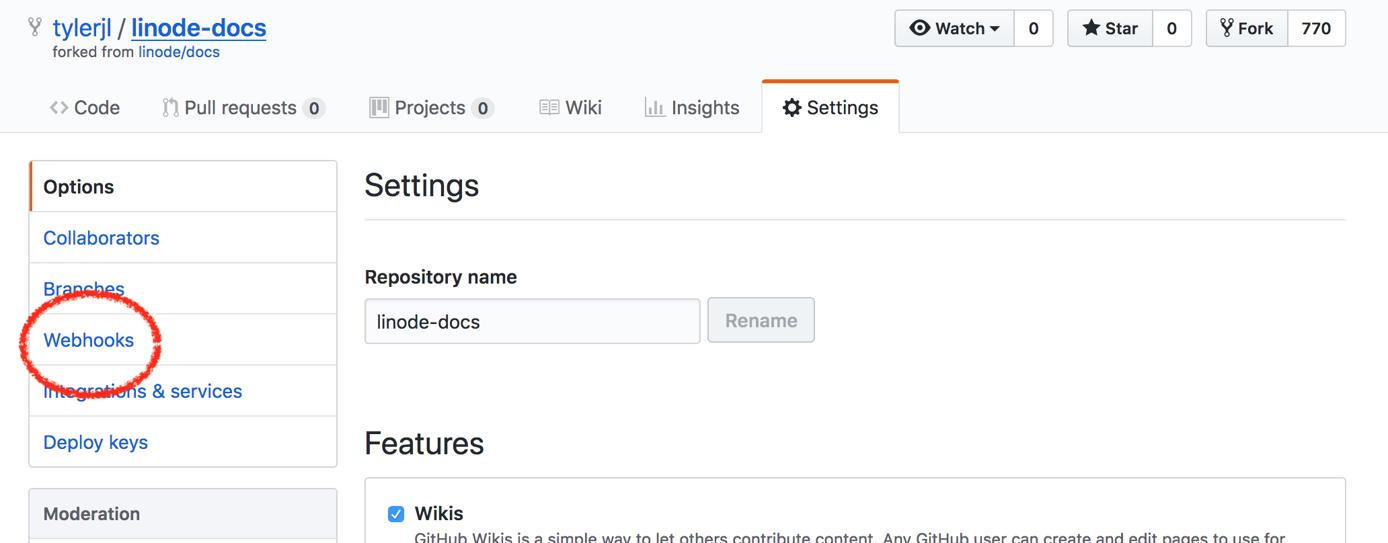 tylerjl / linode-docs
forked from linode/docs
Watch 0 Star 0 Fork 770
Code Pull requests 0 Projects 0 Wiki Insights Settings
Options
Collaborators
Branches
Webhooks
Integrations & services
Deploy keys
Moderation
Settings
Repository name
linode-docs Rename
Features
Wikis
GitHub Wikis is a simple way to let others contribute content. Any GitHub user can create and edit pages to use for